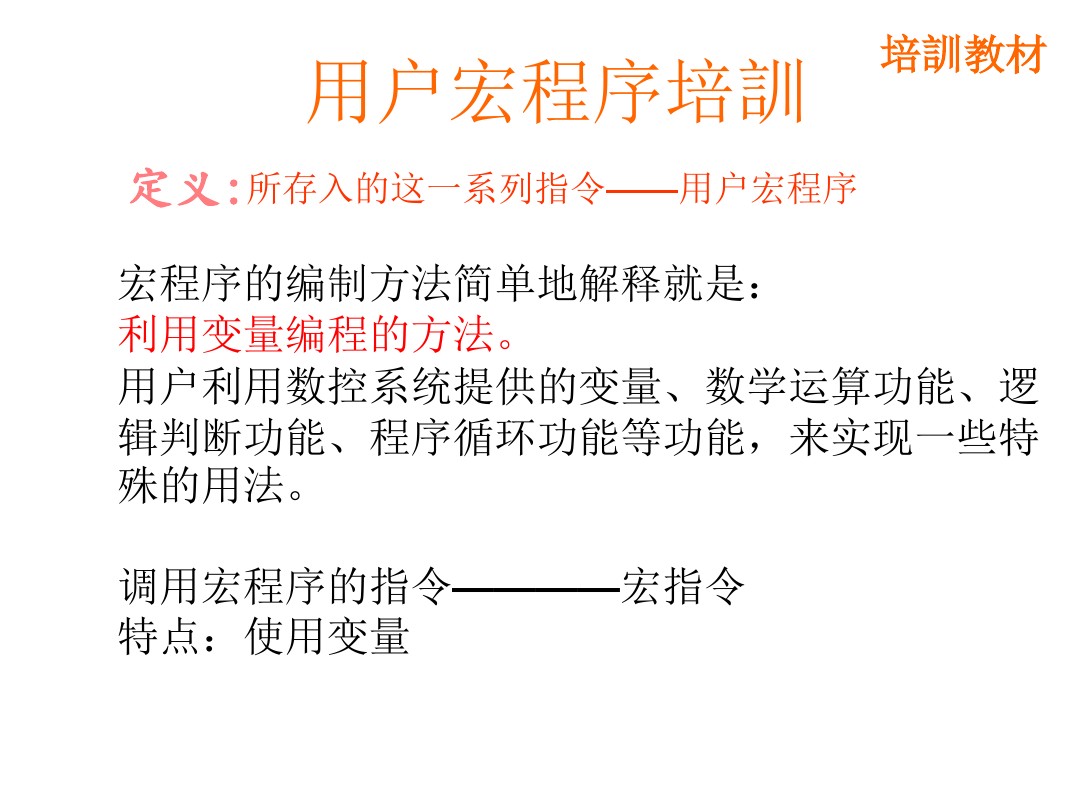 培訓教材
用户宏程序培訓
定义:所存入的这一系列指令——用户宏程序
宏程序的编制方法简单地解释就是：
利用变量编程的方法。
用户利用数控系统提供的变量、数学运算功能、逻
辑判断功能、程序循环功能等功能，来实现一些特
殊的用法。
调用宏程序的指令————宏指令
特点：使用变量